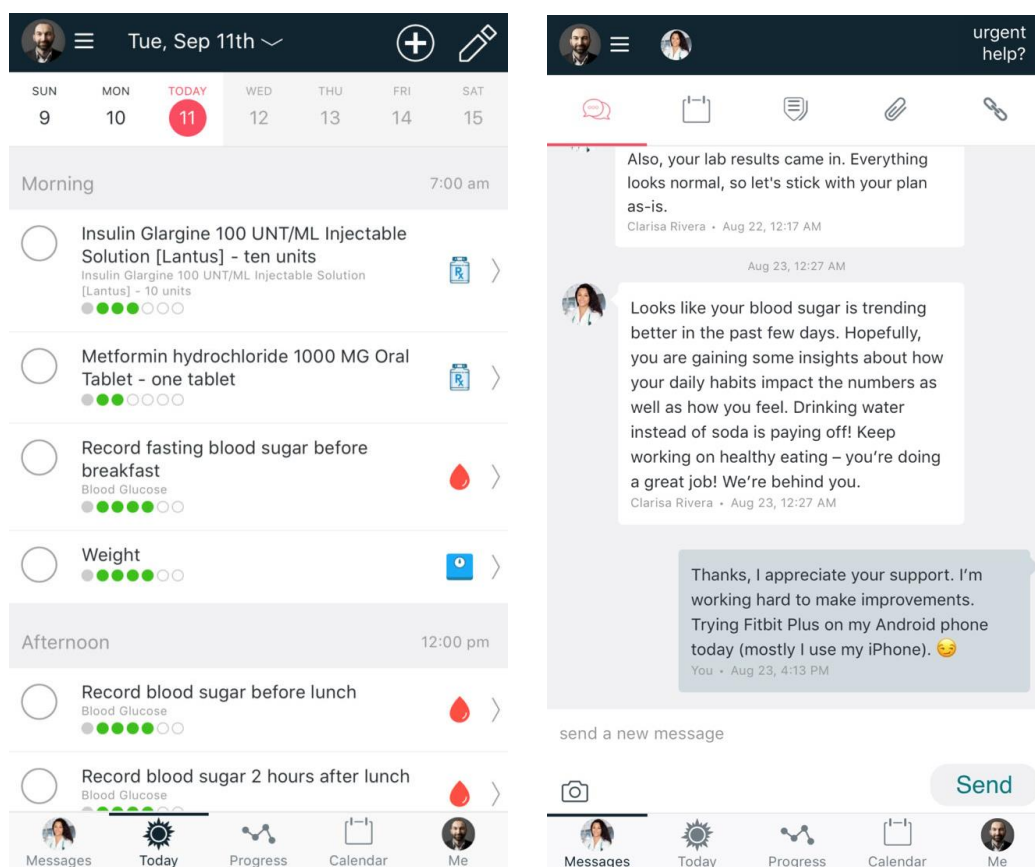 Tue, Sep 11th
SUN MON TODAY WED THU FRI SAT
9 10 11 12 13 14 15
Morning 7:00 am
Insulin Glargine 100 UNT/ML Injectable
Solution [Lantus] - ten units
Insulin Glargine 100 UNT/ML Injectable Solution
[Lantus] - 10 units
Metformin hydrochloride 1000 MG Oral
Tablet - one tablet
Record fasting blood sugar before
breakfast
Blood Glucose
Weight
Afternoon 12:00 pm
Record blood sugar before lunch
Blood Glucose
Record blood sugar 2 hours after lunch
Blood Glucose
Messages Today Progress Calendar Me
urgent
help?
Also, your lab results came in. Everything
looks normal, so let's stick with your plan
as-is.
Clarisa Rivera • Aug 22, 12:17 AM
Aug 23, 12:27 AM
Looks like your blood sugar is trending
better in the past few days. Hopefully,
you are gaining some insights about how
your daily habits impact the numbers as
well as how you feel. Drinking water
instead of soda is paying off! Keep
working on healthy eating – you’re doing
a great job! We’re behind you.
Clarisa Rivera • Aug 23, 12:27 AM
Thanks, I appreciate your support. I’m
working hard to make improvements.
Trying Fitbit Plus on my Android phone
today (mostly I use my iPhone). 😏
You • Aug 23, 4:13 PM
send a new message
Send
Messages Today Progress Calendar Me